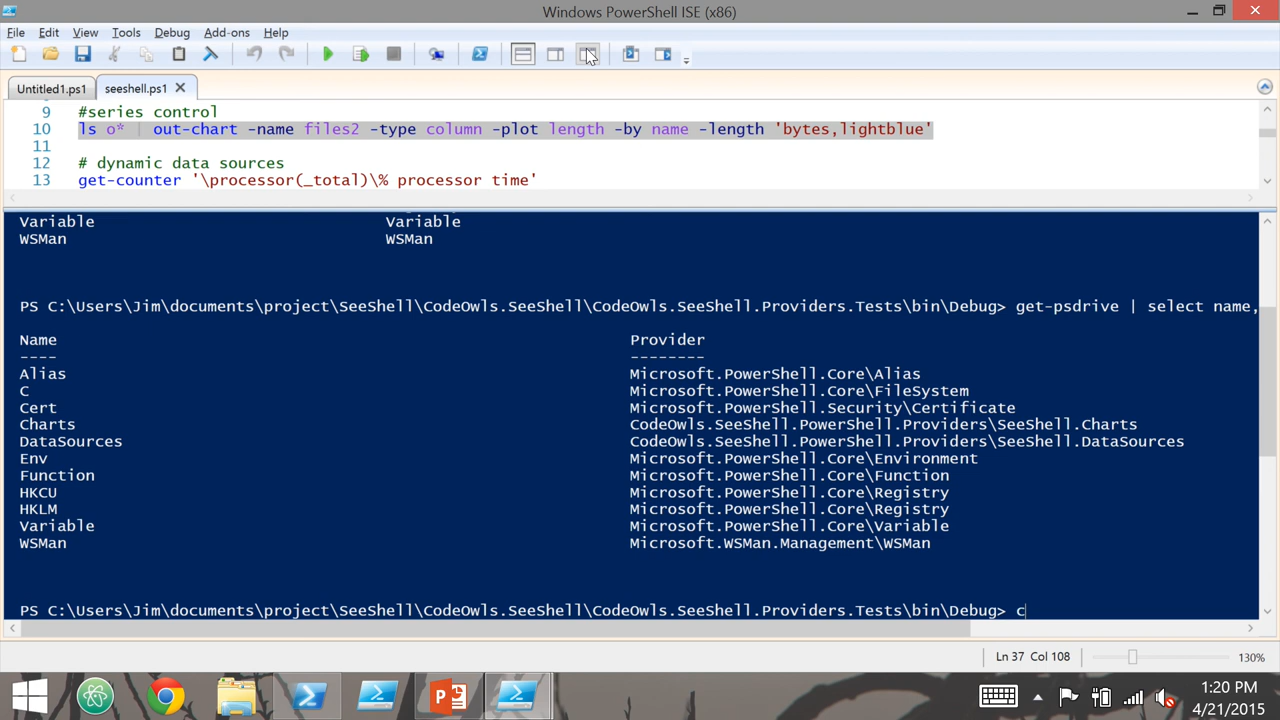 Windows PowerShell ISE (x86)
File Edit View Tools Debug Add-ons Help
Untitled1.ps1 seeshell.ps1
9 #series control
10 ls o* | out-chart -name files2 -type column -plot length -by name -length 'bytes,lightblue'
11
12 # dynamic data sources
13 get-counter '\processor(_total)\% processor time'
Variable Variable
WSMan WSMan
PS C:\Users\Jim\documents\project\SeeShell\CodeOwls.SeeShell\CodeOwls.SeeShell.Providers.Tests\bin\Debug> get-psdrive | select name,
Name Provider
---- --------
Alias Microsoft.PowerShell.Core\Alias
C Microsoft.PowerShell.Core\FileSystem
Cert Microsoft.PowerShell.Security\Certificate
Charts CodeOwls.SeeShell.PowerShell.Providers\SeeShell.Charts
DataSources CodeOwls.SeeShell.PowerShell.Providers\SeeShell.DataSources
Env Microsoft.PowerShell.Core\Environment
Function Microsoft.PowerShell.Core\Function
HKCU Microsoft.PowerShell.Core\Registry
HKLM Microsoft.PowerShell.Core\Registry
Variable Microsoft.PowerShell.Core\Variable
WSMan Microsoft.WSMan.Management\WSMan
PS C:\Users\Jim\documents\project\SeeShell\CodeOwls.SeeShell\CodeOwls.SeeShell.Providers.Tests\bin\Debug> c
Ln 37 Col 108 130%
1:20 PM
4/21/2015